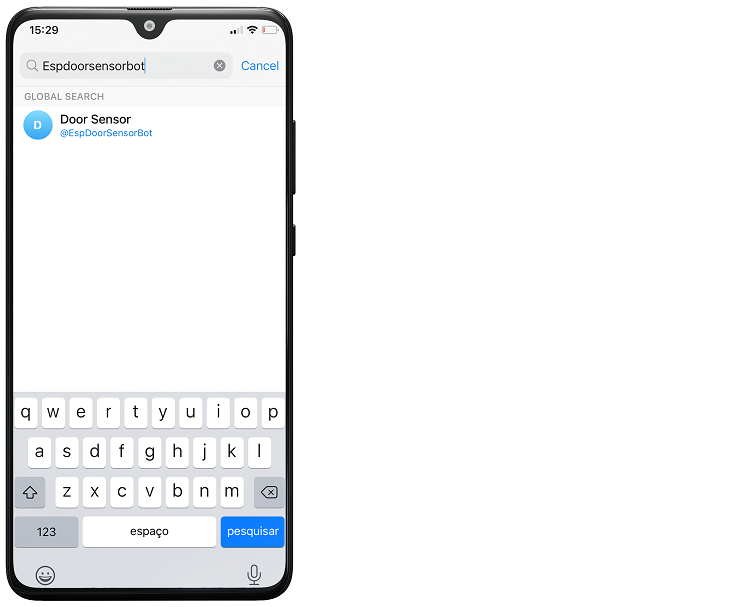 15:29
Espdoorsensorbot
Cancel
GLOBAL SEARCH
D
Door Sensor
@EspDoorSensorBot
q w e r t y u i o p
a s d f g h j k l
z x c v b n m
123 espaço pesquisar